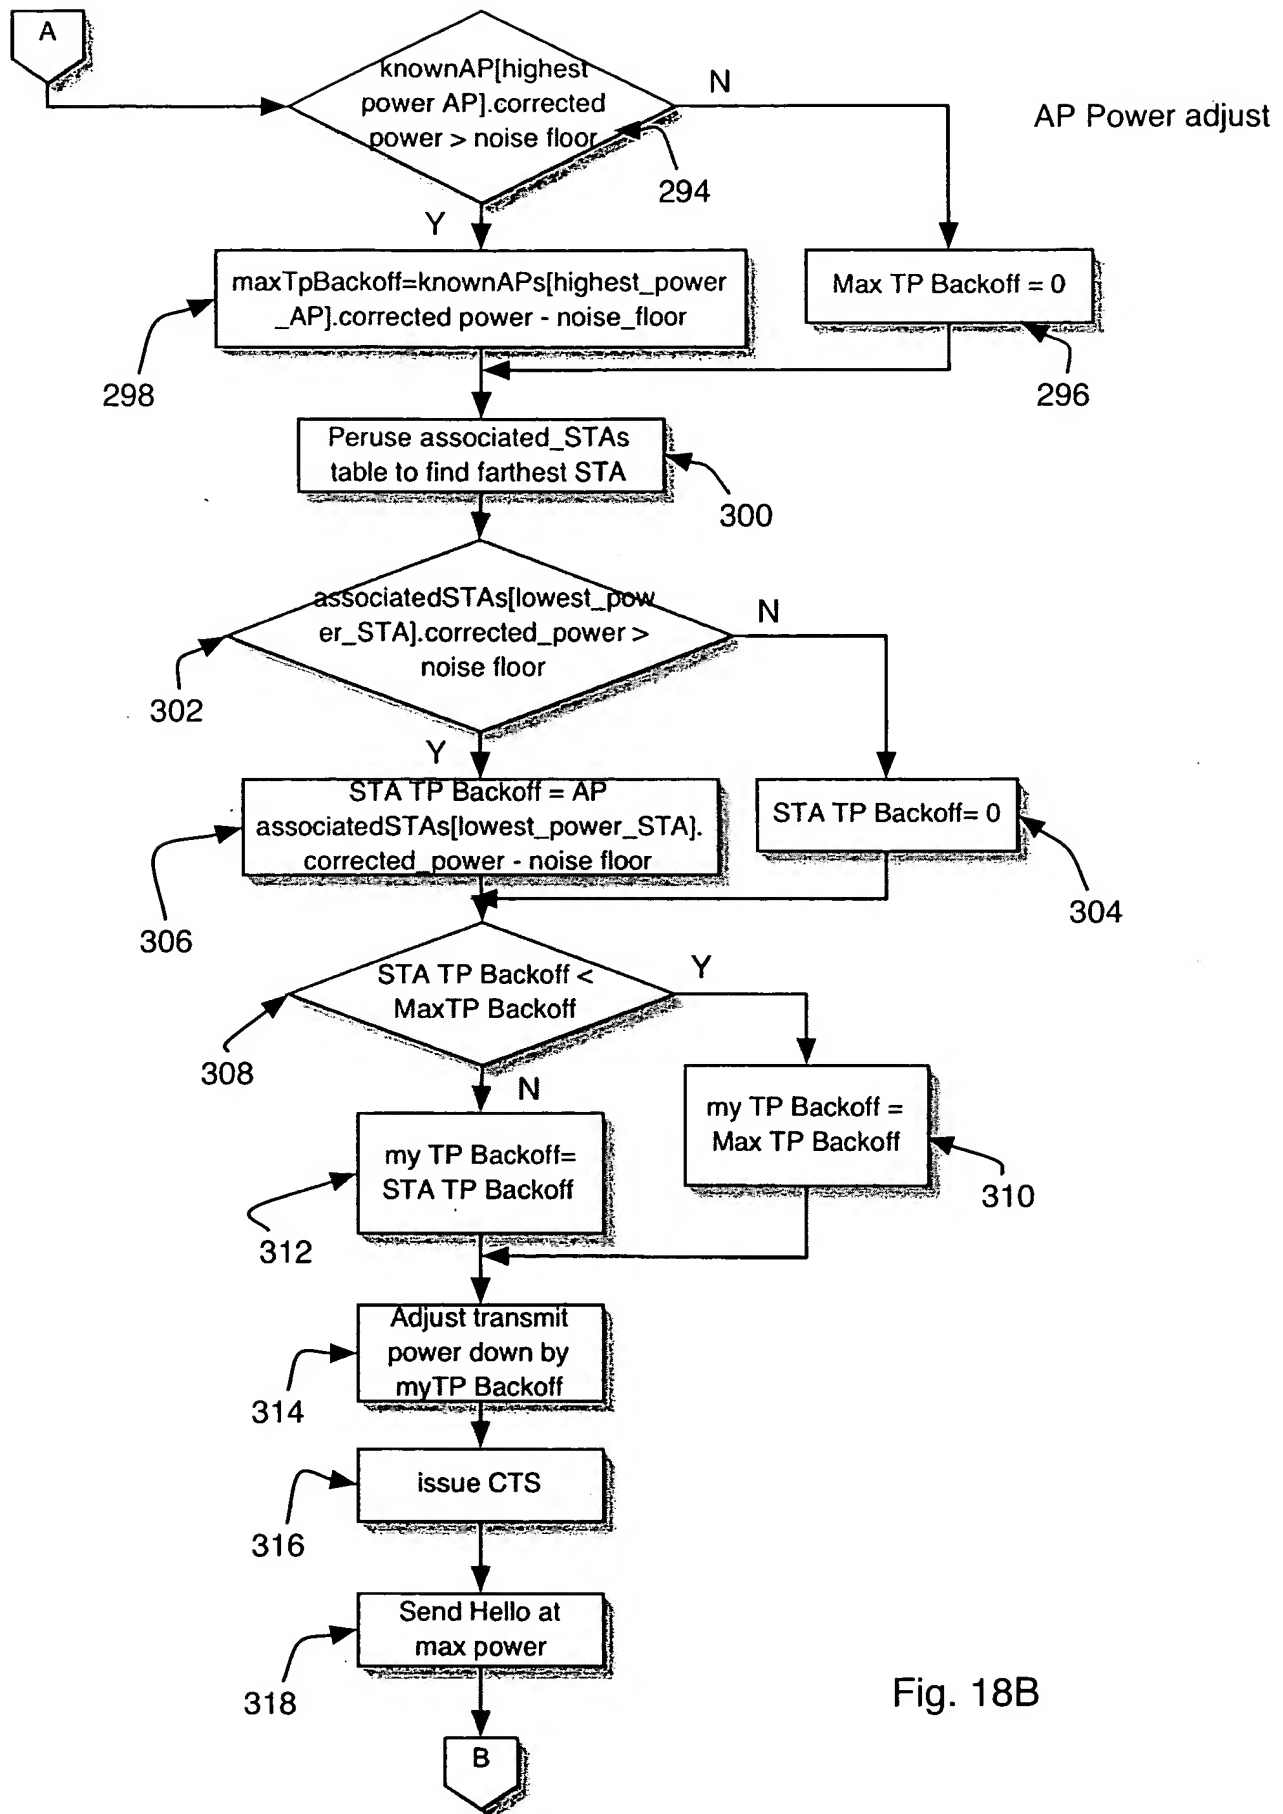 A
knownAP[highest
power AP].corrected
power > noise floor
N
AP Power adjust
294
Y
maxTpBackoff=knownAPs[highest_power
_AP].corrected power - noise_floor
Max TP Backoff = 0
298
296
Peruse associated_STAs
table to find farthest STA
300
associatedSTAs[lowest_pow
er_STA].corrected_power >
noise floor
N
302
Y
STA TP Backoff = AP
associatedSTAs[lowest_power_STA].
corrected_power - noise floor
STA TP Backoff= 0
306
304
STA TP Backoff <
MaxTP Backoff
Y
308
N
my TP Backoff =
Max TP Backoff
my TP Backoff=
STA TP Backoff
310
312
Adjust transmit
power down by
myTP Backoff
314
issue CTS
316
Send Hello at
max power
318
Fig. 18B
B